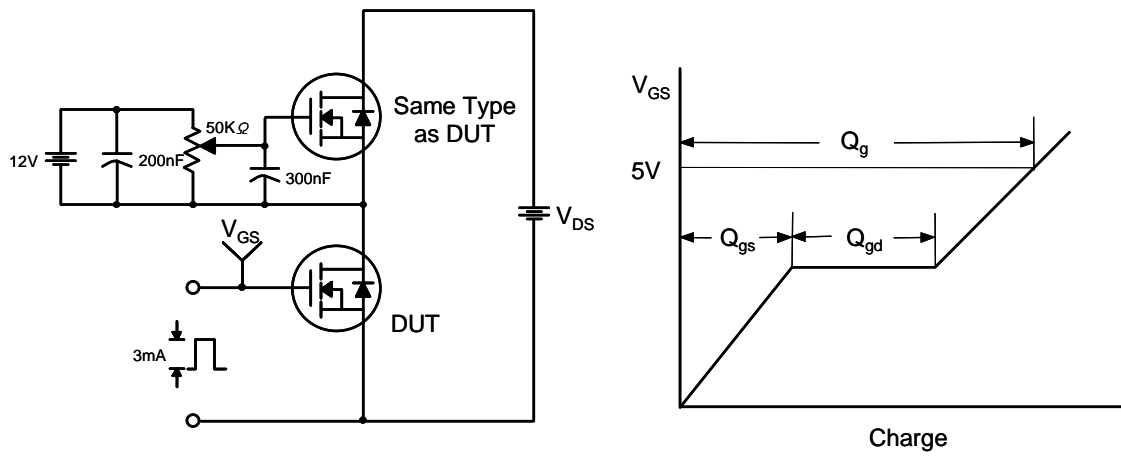 Same Type
as DUT
50KΩ
12V
200nF
300nF
V_GS
V_DS
DUT
3mA
V_GS
Q_g
5V
Q_gs
Q_gd
Charge